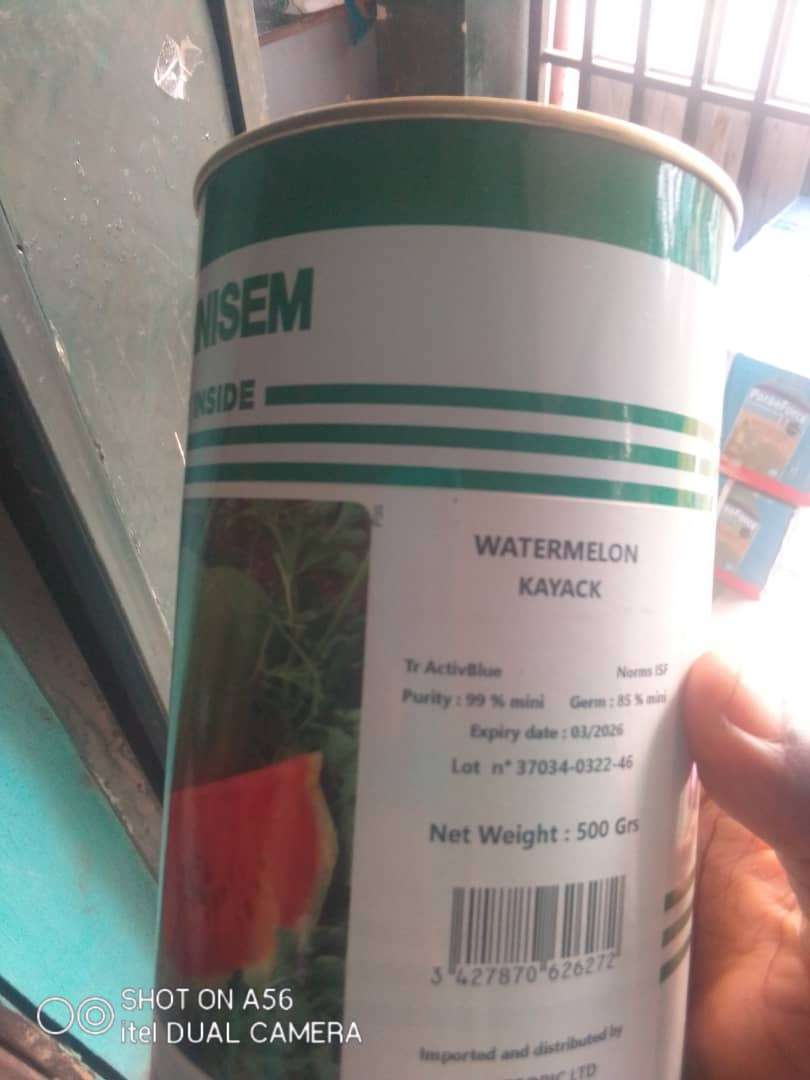 NISEM
INSIDE
WATERMELON
KAYACK
Tr ActivBlue Norms ISF
Purity : 99 % mini Germ : 85 % mini
Expiry date : 03/2026
Lot n° 37034-0322-46
Net Weight : 500 Grs
3 427870 626272
Imported and distributed by
LTD
SHOT ON A56
itel DUAL CAMERA